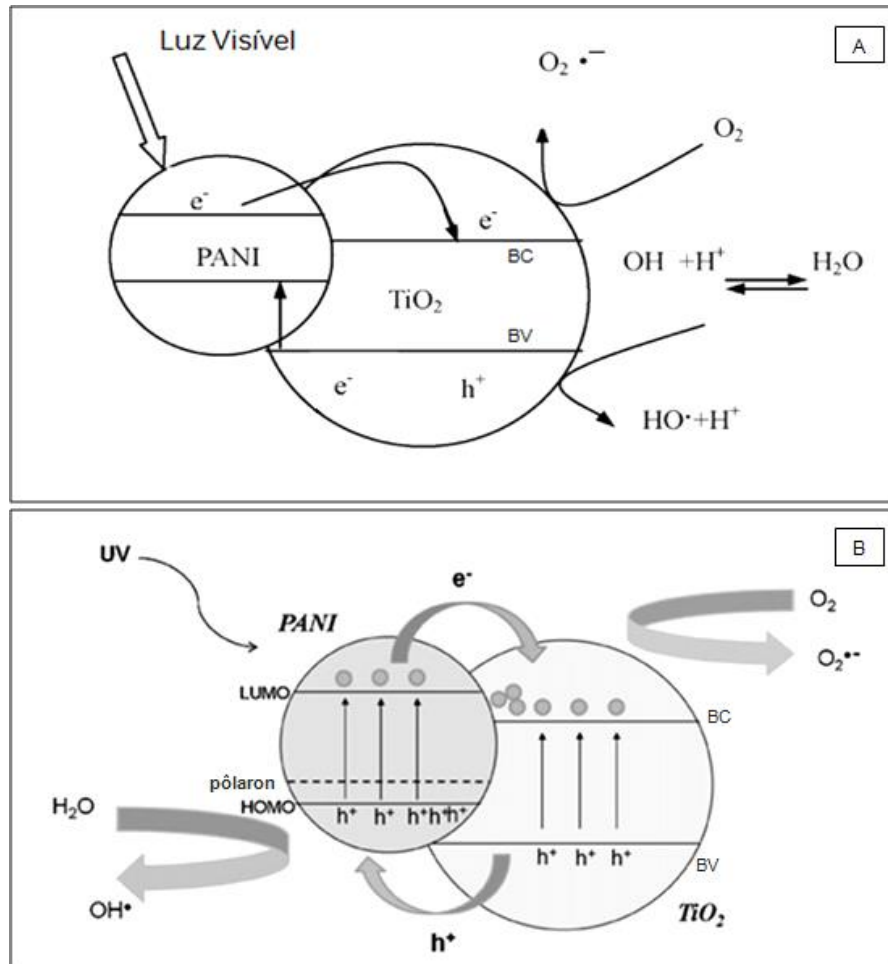 Luz Visível
A
O₂ •−
O₂
e⁻
e⁻
BC
PANI
OH +H⁺
H₂O
TiO₂
BV
e⁻
h⁺
HO•+H⁺
B
UV
e⁻
O₂
PANI
O₂•−
LUMO
BC
pôlaron
H₂O
HOMO
h⁺ h⁺ h⁺h⁺h⁺
h⁺ h⁺ h⁺
BV
OH•
TiO₂
h⁺